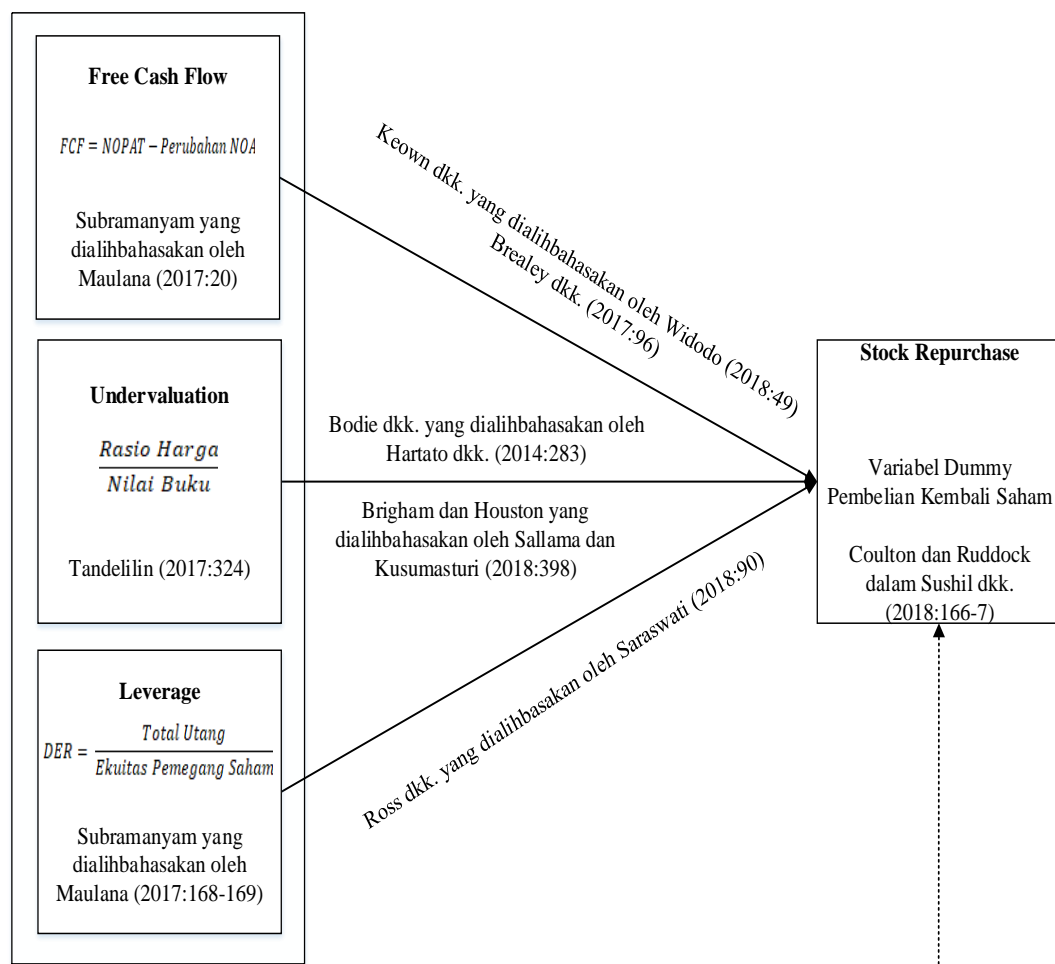 Free Cash Flow
FCF = NOPAT − Perubahan NOA
Subramanyam yang
dialihbahasakan oleh
Maulana (2017:20)
Undervaluation
Rasio Harga
Nilai Buku
Tandelilin (2017:324)
Leverage
DER = Total Utang
Ekuitas Pemegang Saham
Subramanyam yang
dialihbahasakan oleh
Maulana (2017:168-169)
Keown dkk. yang dialihbahasakan oleh Widodo (2018:49)
Brealey dkk. (2017:96)
Bodie dkk. yang dialihbahasakan oleh
Hartato dkk. (2014:283)
Brigham dan Houston yang
dialihbahasakan oleh Sallama dan
Kusumasturi (2018:398)
Ross dkk. yang dialihbasakan oleh Saraswati (2018:90)
Stock Repurchase
Variabel Dummy
Pembelian Kembali Saham
Coulton dan Ruddock
dalam Sushil dkk.
(2018:166-7)